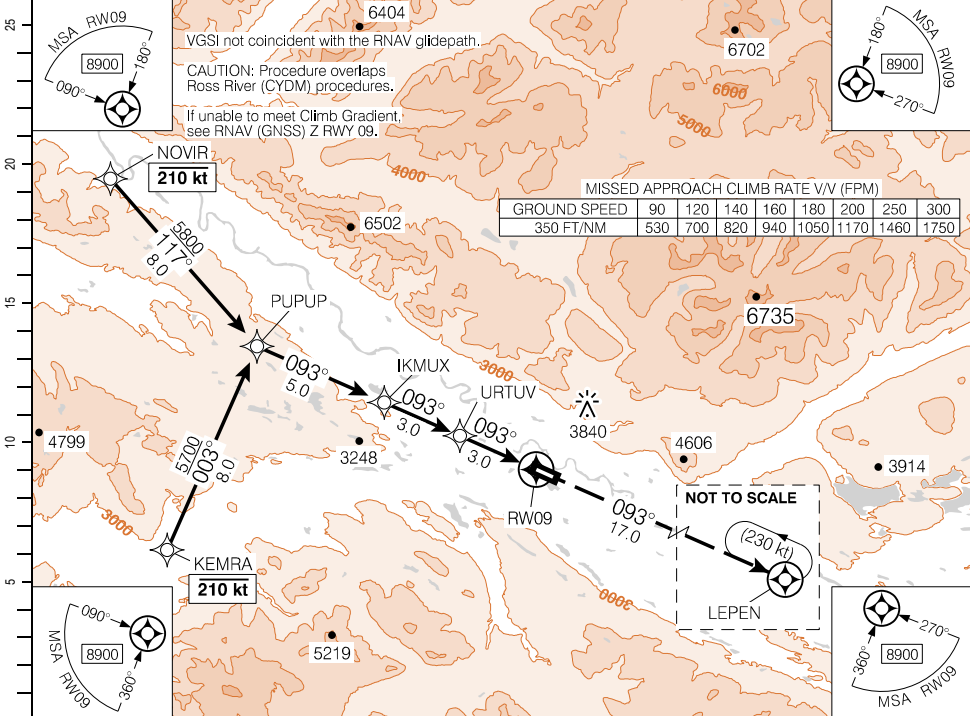 25
20
15
10
5
MSA RW09
8900
180°
090°
6404
VGSI not coincident with the RNAV glidepath.
CAUTION: Procedure overlaps
Ross River (CYDM) procedures.
If unable to meet Climb Gradient,
see RNAV (GNSS) Z RWY 09.
6702
6000
5000
4000
MSA RW09
8900
180°
270°
NOVIR
210 kt
6502
MISSED APPROACH CLIMB RATE V/V (FPM)
GROUND SPEED 90 120 140 160 180 200 250 300
350 FT/NM 530 700 820 940 1050 1170 1460 1750
5800
117°
8.0
PUPUP
6735
093°
5.0
IKMUX
3000
093°
3.0
URTUV
093°
3.0
3840
4799
3248
4606
3914
5700
003°
8.0
RW09
093°
17.0
NOT TO SCALE
(230 kt)
LEPEN
3000
KEMRA
210 kt
3000
5219
MSA RW09
8900
090°
360°
MSA RW09
8900
270°
360°